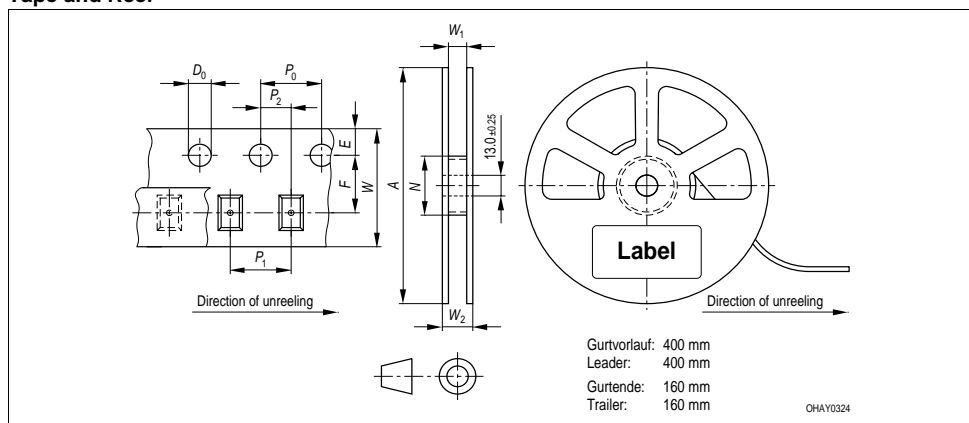 Tape and Reel
W1
D0
P0
P2
E
F
W
A
N
13.0 ±0.25
Label
P1
Direction of unreeling
W2
Direction of unreeling
Gurtvorlauf: 400 mm
Leader: 400 mm
Gurtende: 160 mm
Trailer: 160 mm
OHAY0324